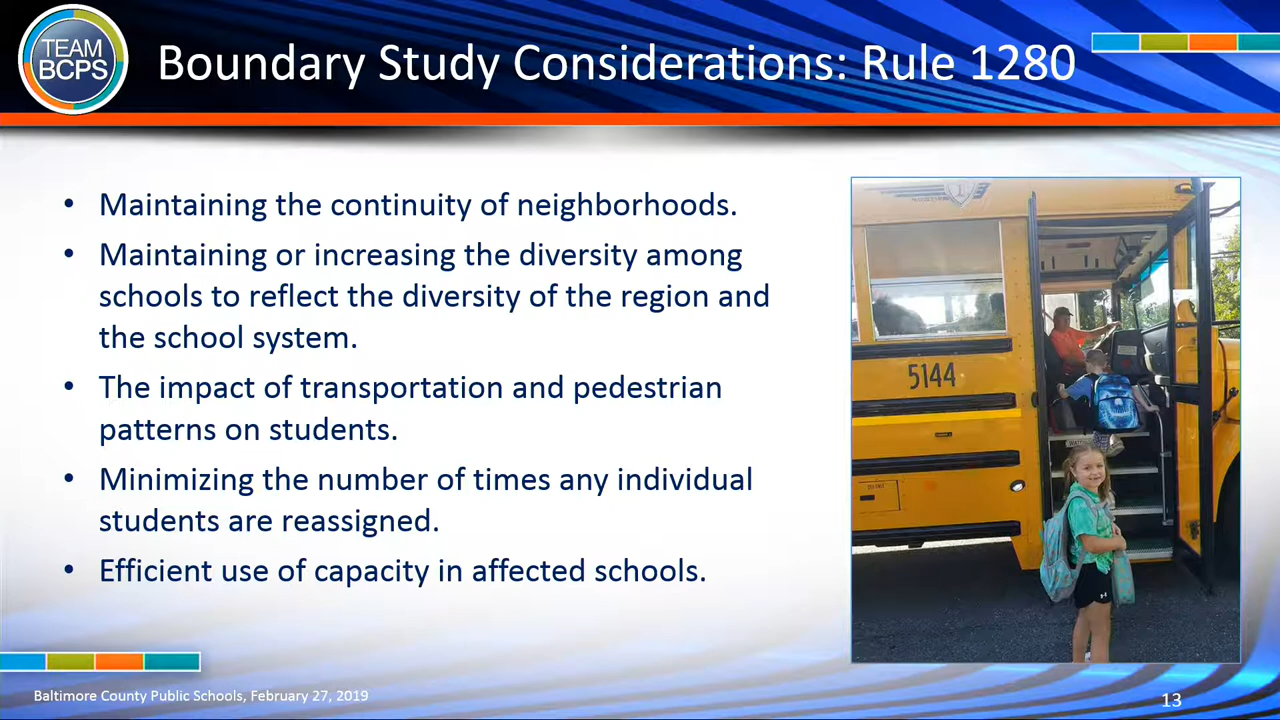 TEAM
BCPS
Boundary Study Considerations: Rule 1280
• Maintaining the continuity of neighborhoods.
• Maintaining or increasing the diversity among
schools to reflect the diversity of the region and
the school system.
• The impact of transportation and pedestrian
patterns on students.
• Minimizing the number of times any individual
students are reassigned.
• Efficient use of capacity in affected schools.
5144
Baltimore County Public Schools, February 27, 2019
13